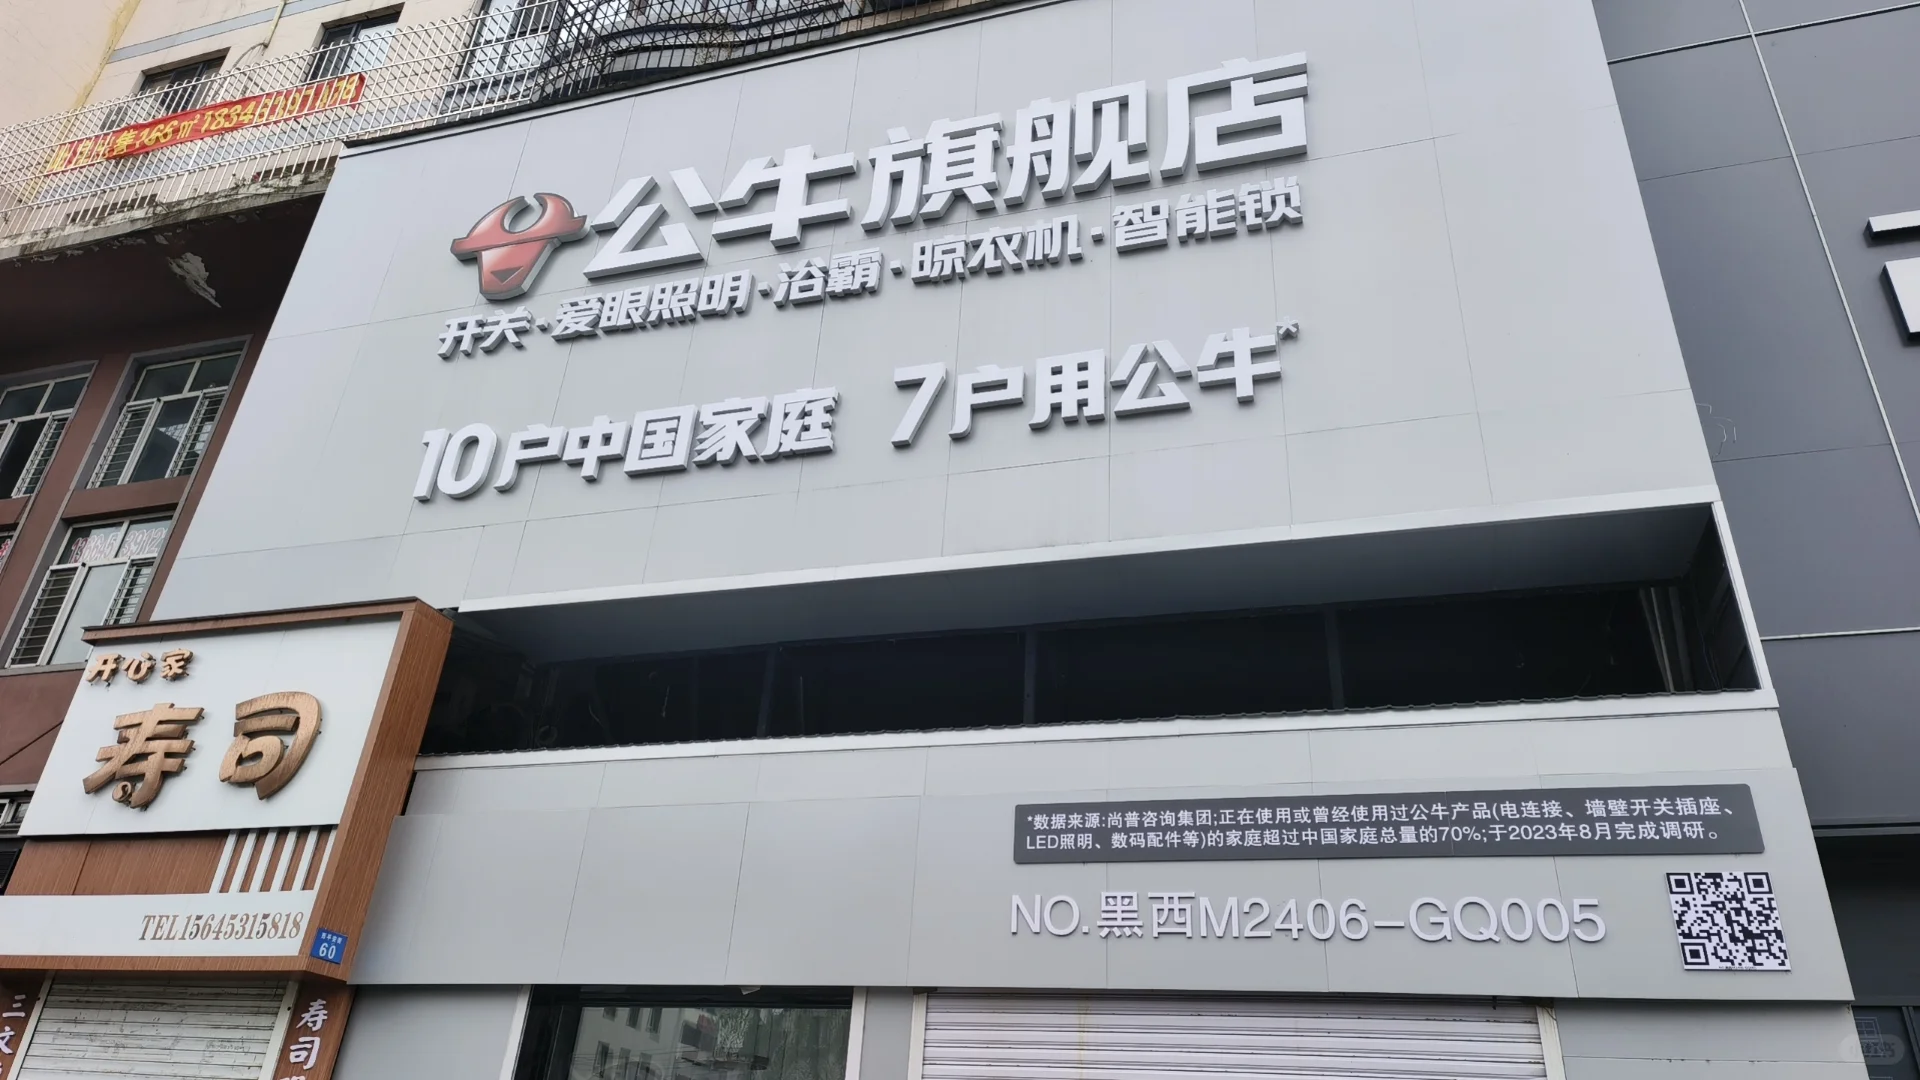 公牛旗舰店
开关·爱眼照明·浴霸·晾衣机·智能锁
10户中国家庭 7户用公牛*
开心家
寿司
TEL15645315818
60
*数据来源:尚普咨询集团;正在使用或曾经使用过公牛产品(电连接、墙壁开关插座、
LED照明、数码配件等)的家庭超过中国家庭总量的70%;于2023年8月完成调研。
NO.黑西M2406-GQ005
三文
寿司